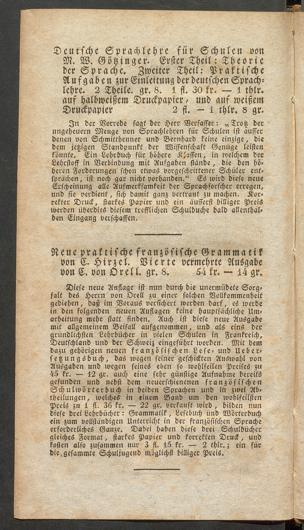 Deutsche Sprachlehre für Schulen von
M. W. Götzinger. Erster Theil: Theorie
der Sprache. Zweiter Theil: Praktische
Aufgaben zur Einleitung der deutschen Sprach-
lehre. 2 Theile. gr. 8. 1 fl. 30 kr. — 1 thlr.
auf halbweißem Druckpapier, und auf weißem
Druckpapier 2 fl. — 1 thlr. 8 gr.
In der Vorrede sagt der Herr Verfasser: „Trotz der
ungeheuern Menge von Sprachlehren für Schulen ist außer
denen von Schmitthenner und Bernhard keine einzige, die
dem jetzigen Standpunkt der Wissenschaft Genüge leisten
könnte. Ein Lehrbuch für höhere Klassen, in welchem der
Lehrstoff in Verbindung mit Aufgaben stände, die den hö-
heren Forderungen schon etwas vorgeschrittener Schüler ent-
sprächen, ist noch gar nicht vorhanden.“ Es wird diese neue
Erscheinung alle Aufmerksamkeit der Sprachforscher erregen,
und sie verdient, sich damit ganz vertraut zu machen. Kor-
rekter Druck, starkes Papier und ein äußerst billiger Preis
werden überdies diesem trefflichen Schulbuche bald allenthal-
ben Eingang verschaffen.
Neue praktische französische Grammatik
von C. Hirzel. Vierte vermehrte Ausgabe
von C. von Orell. gr. 8. 54 kr. — 14 gr.
Diese neue Auflage ist nun durch die unermüdete Sorg-
falt des Herrn von Orell zu einer solchen Vollkommenheit
gediehen, daß im Voraus versichert werden darf, es werde
in den folgenden neuen Auflagen keine hauptsächliche Um-
arbeitung mehr statt finden. Auch ist diese neue Ausgabe
mit allgemeinem Beifall aufgenommen, und als eins der
gründlichsten Lehrbücher in vielen Schulen in Frankreich,
Deutschland und der Schweiz eingeführt worden. Mit dem
dazu gehörigen neuen französischen Lese- und Ueber-
setzungsbuch, das wegen seiner geschickten Auswahl von
Aufgaben und wegen seines eben so wohlfeilen Preises zu
45 kr. — 12 gr. auch eine sehr günstige Aufnahme bereits
gefunden und nebst dem neuerschienenen französischen
Schulwörterbuch in beiden Sprachen und in zwei Ab-
theilungen, welches in einem Band um den wohlfeilsten
Preis zu 1 fl. 36 kr. — 22 gr. verkauft wird, bilden nun
diese drei Lehrbücher: Grammatik, Lesebuch und Wörterbuch
ein zum vollständigen Unterricht in der französischen Sprache
erforderliches Ganze. Dabei haben diese drei Schulbücher
gleiches Format, starkes Papier und korrekten Druck, und
kosten also zusammen nur 3 fl. 15 kr. — 2 thlr.; ein für
die gesammte Schuljugend möglichst billiger Preis.